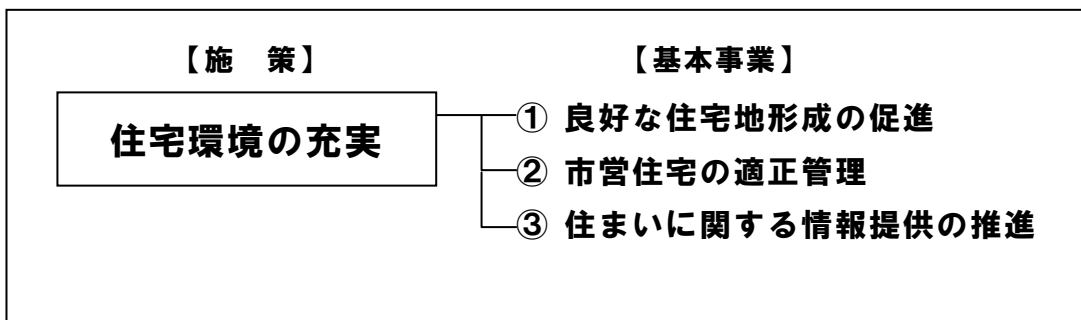 【施　策】
【基本事業】
住宅環境の充実
① 良好な住宅地形成の促進
② 市営住宅の適正管理
③ 住まいに関する情報提供の推進